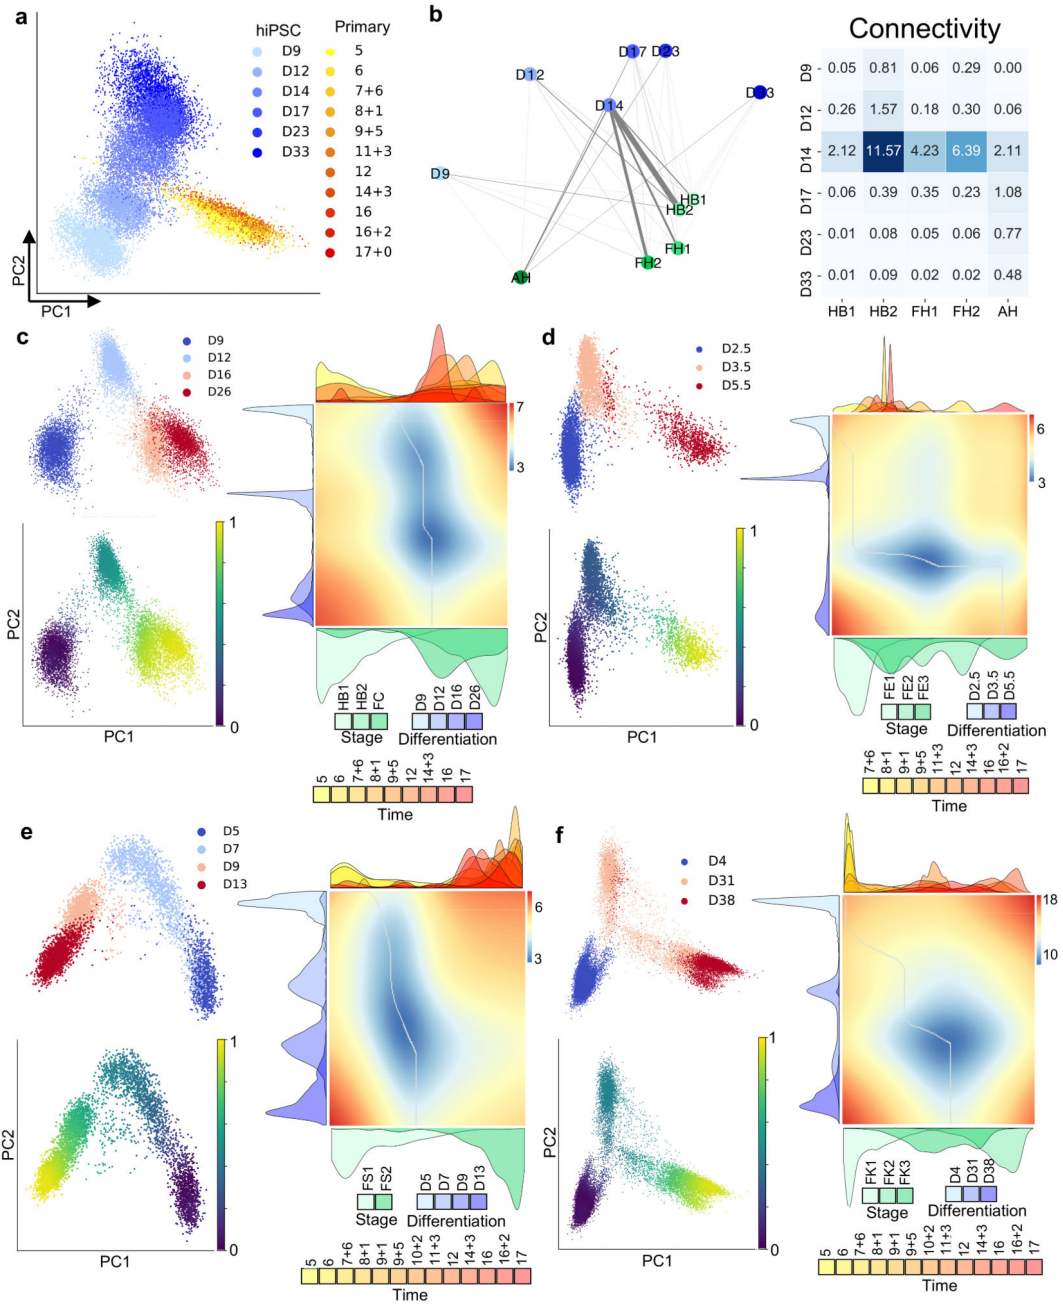 a
hiPSC
Primary
D9
D12
D14
D17
D23
D33
5
6
7+6
8+1
9+5
11+3
12
14+3
16
16+2
17+0
PC2
PC1
b
D17
D23
D12
D33
D14
D9
HB1
HB2
FH1
FH2
AH
Connectivity
D9 0.05 0.81 0.06 0.29 0.00
D12 0.26 1.57 0.18 0.30 0.06
D14 2.12 11.57 4.23 6.39 2.11
D17 0.06 0.39 0.35 0.23 1.08
D23 0.01 0.08 0.05 0.06 0.77
D33 0.01 0.09 0.02 0.02 0.48
HB1 HB2 FH1 FH2 AH
c
D9
D12
D16
D26
7
3
1
0
PC2
PC1
HB1 HB2 FC
Stage
D9 D12 D16 D26
Differentiation
5 6 7+6 8+1 9+5 12 14+3 16 17
Time
d
D2.5
D3.5
D5.5
6
3
1
0
PC2
PC1
FE1 FE2 FE3
Stage
D2.5 D3.5 D5.5
Differentiation
7+6 8+1 9+1 9+5 11+3 12 14+3 16 16+2 17
Time
e
D5
D7
D9
D13
6
3
1
0
PC2
PC1
FS1 FS2
Stage
D5 D7 D9 D13
Differentiation
5 6 7+6 8+1 9+1 9+5 10+2 11+3 12 14+3 16 16+2 17
Time
f
D4
D31
D38
18
10
1
0
PC2
PC1
FK1 FK2 FK3
Stage
D4 D31 D38
Differentiation
5 6 7+6 8+1 9+1 9+5 10+2 11+3 12 14+3 16 16+2 17
Time